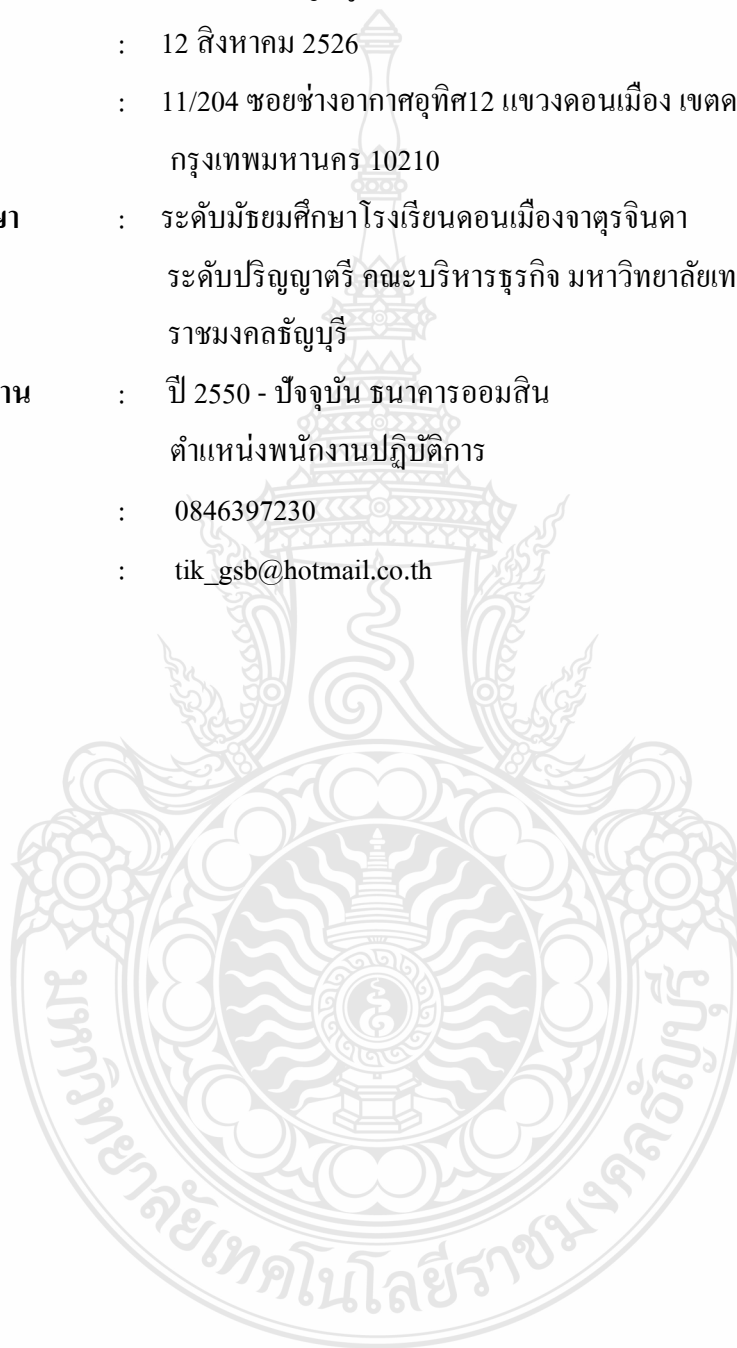 : 12 สิงหาคม 2526
: 11/204 ซอยช่างอากาศอุทิศ12 แขวงดอนเมือง เขตด
กรุงเทพมหานคร 10210
ษา : ระดับมัธยมศึกษาโรงเรียนดอนเมืองจาตุรจินดา
ระดับปริญญาตรี คณะบริหารธุรกิจ มหาวิทยาลัยเท
ราชมงคลธัญบุรี
าน : ปี 2550 - ปัจจุบัน ธนาคารออมสิน
ตำแหน่งพนักงานปฏิบัติการ
: 0846397230
: tik_gsb@hotmail.co.th
มหาวิทยาลัยเทคโนโลยีราชมงคลธัญบุรี